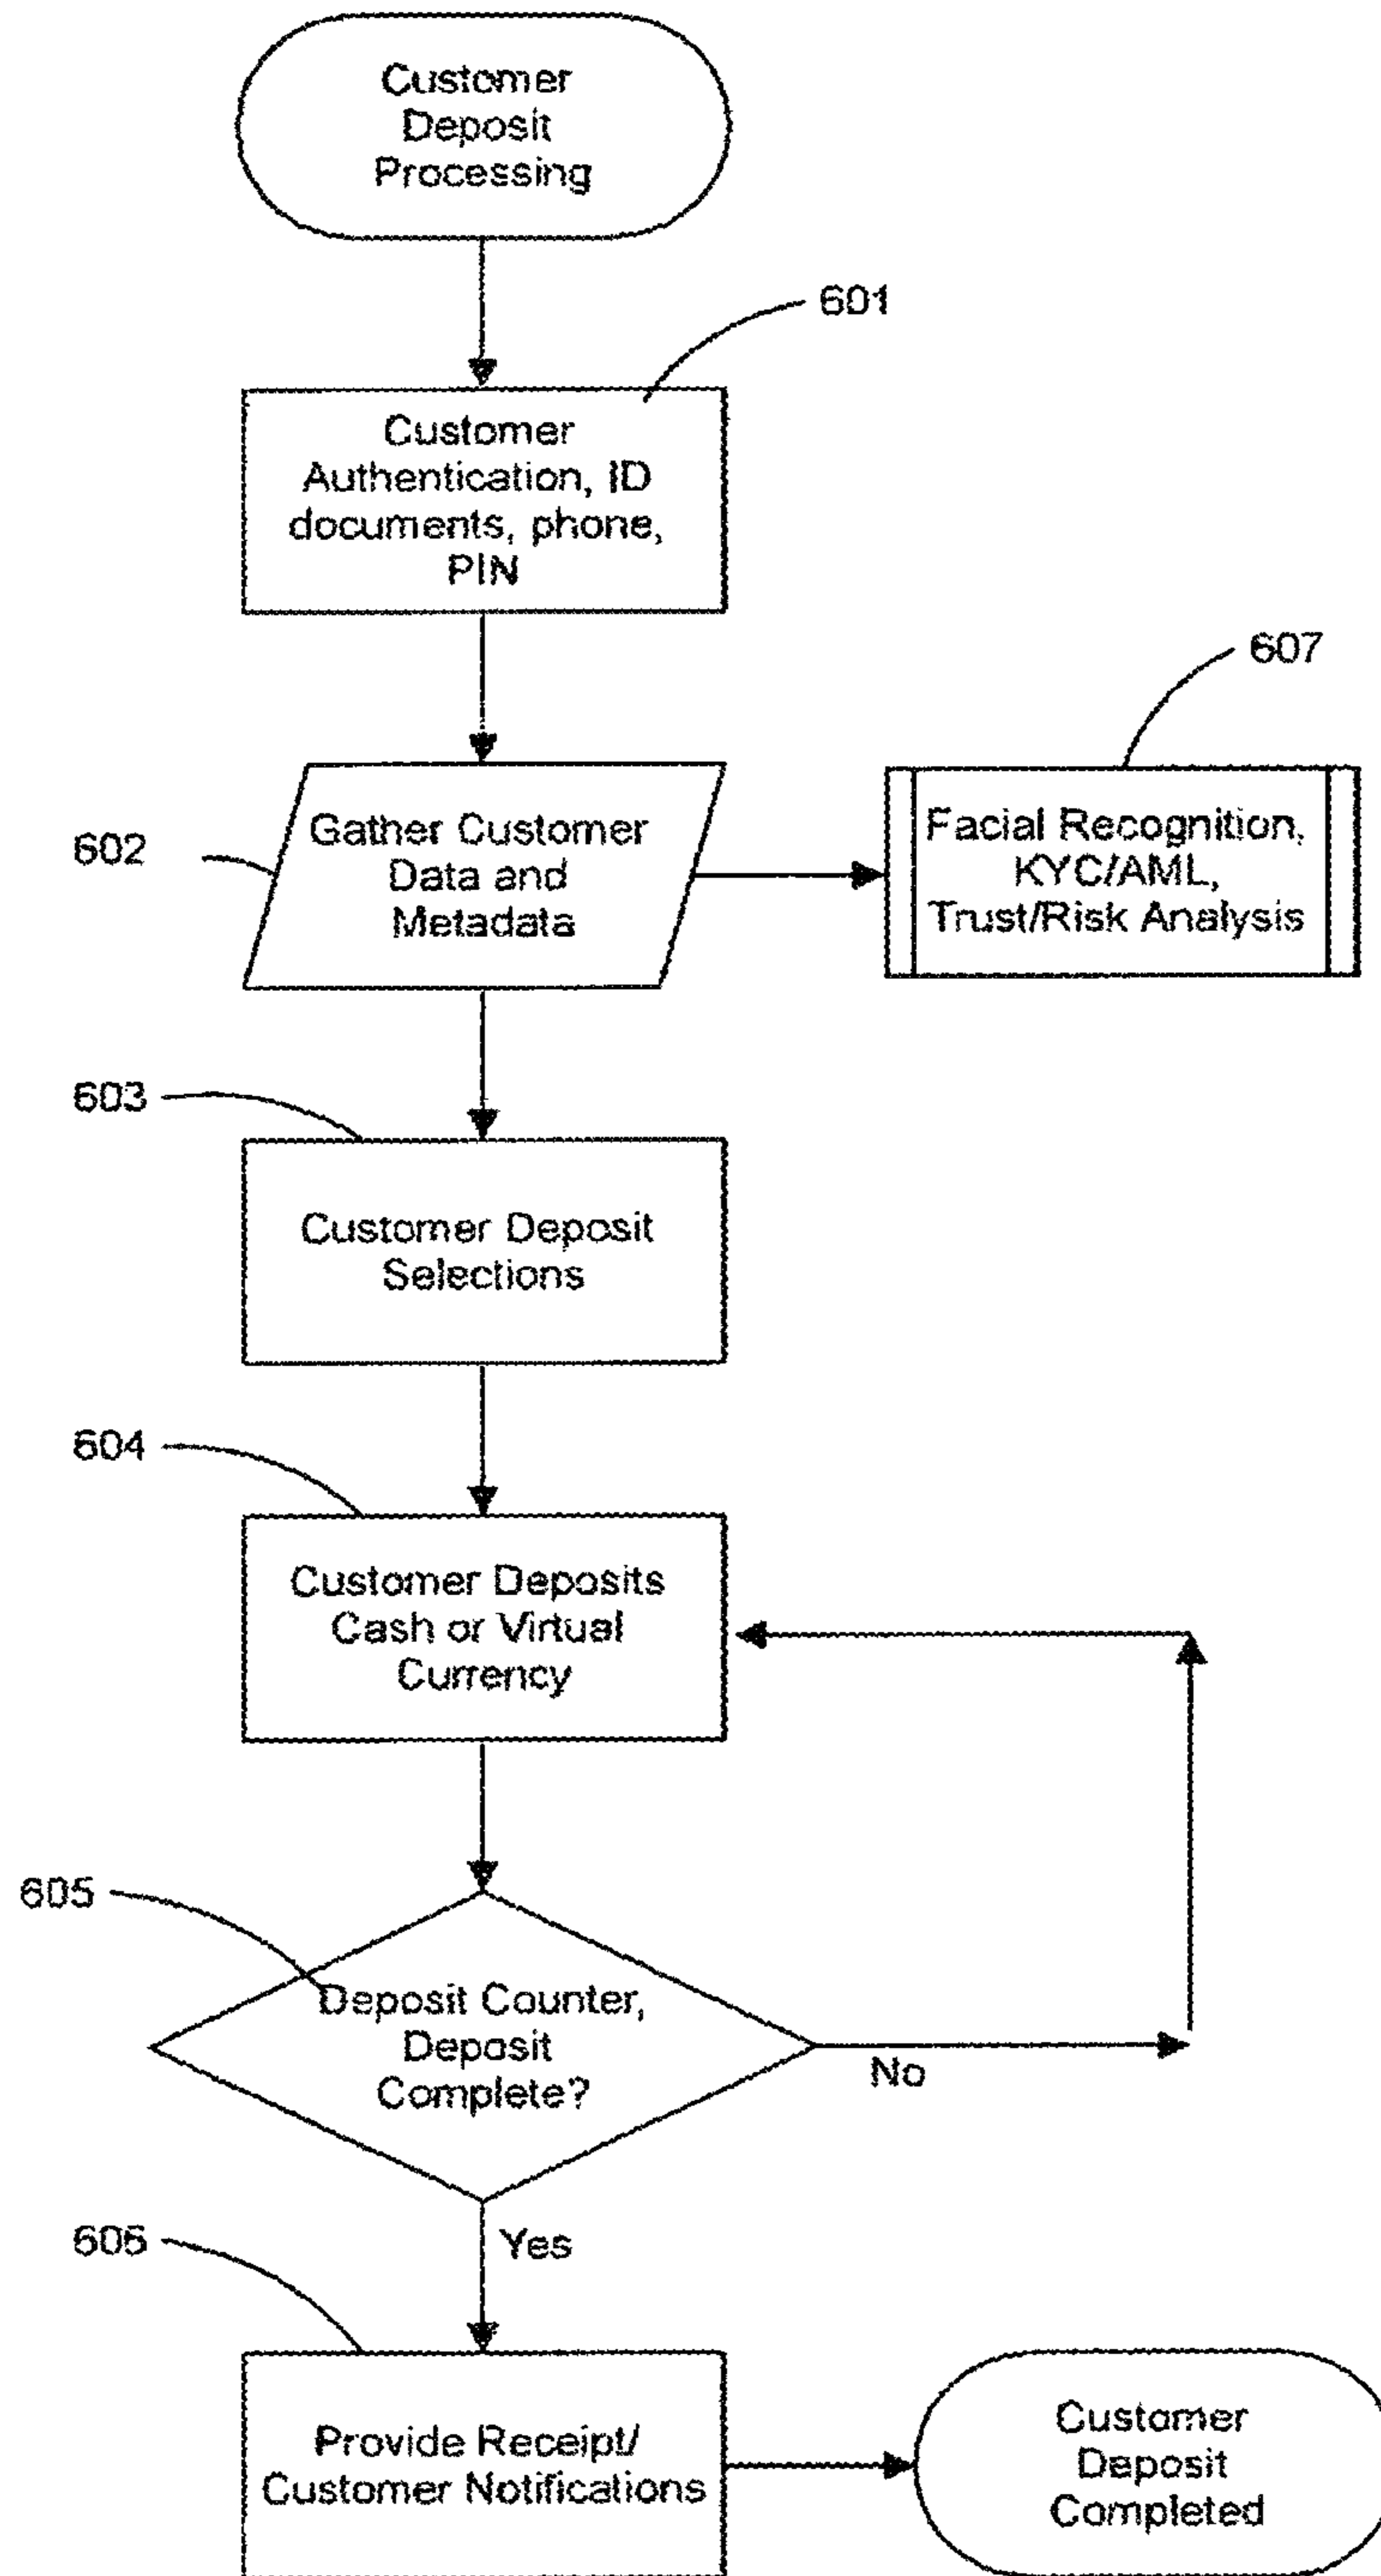 Customer
Deposit
Processing
601
Customer
Authentication, ID
documents, phone,
PIN
607
602
Gather Customer
Data and
Metadata
Facial Recognition,
KYC/AML,
Trust/Risk Analysis
603
Customer Deposit
Selections
604
Customer Deposits
Cash or Virtual
Currency
605
Deposit Counter,
Deposit
Complete?
No
Yes
606
Provide Receipt/
Customer Notifications
Customer
Deposit
Completed